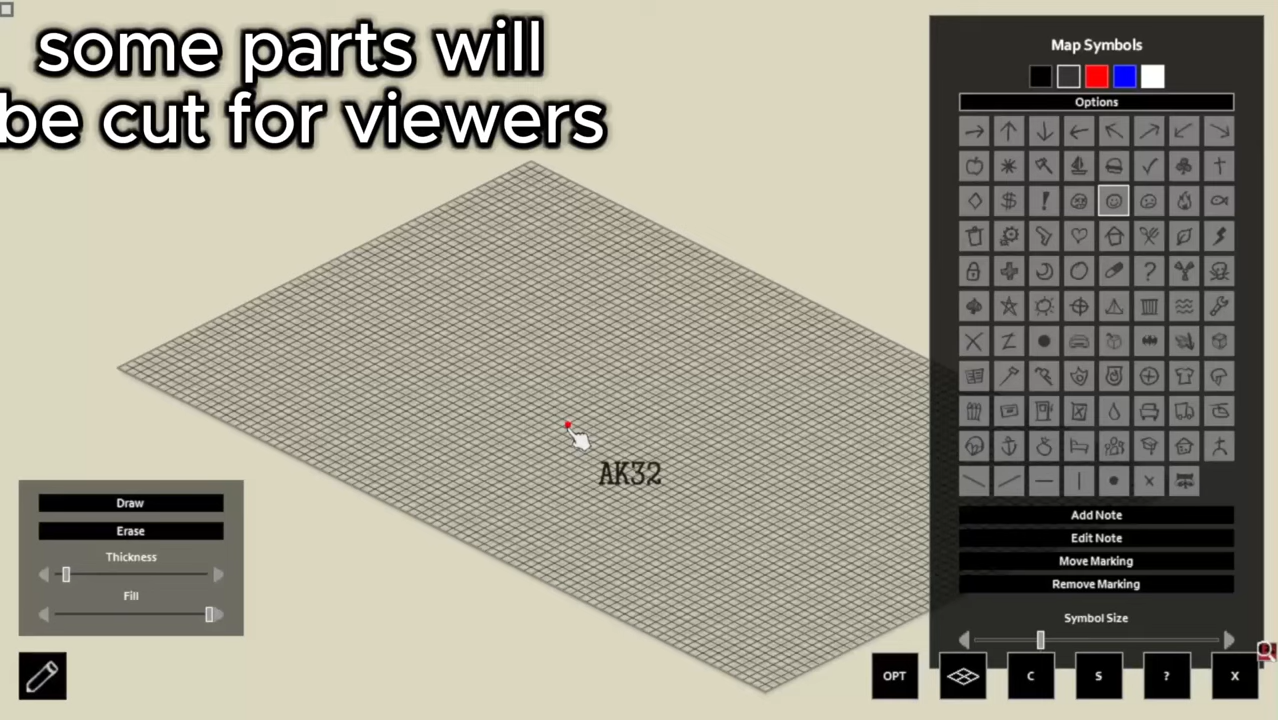 some parts will
be cut for viewers
Map Symbols
Options
AK32
Draw
Erase
Thickness
Fill
Add Note
Edit Note
Move Marking
Remove Marking
Symbol Size
OPT
C
S
?
X